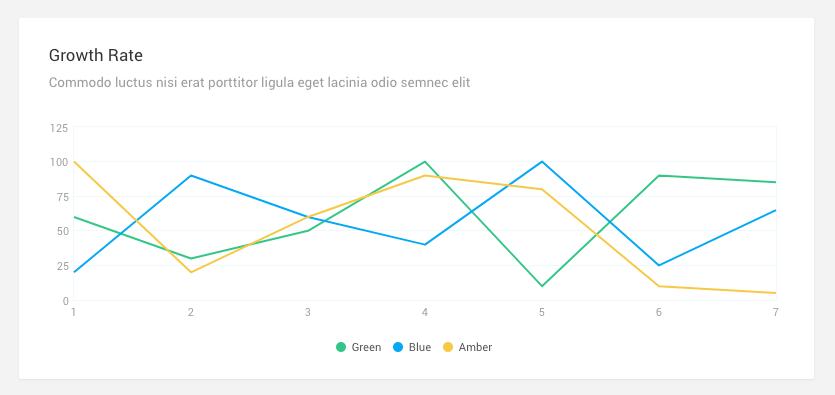 Growth Rate
Commodo luctus nisi erat porttitor ligula eget lacinia odio semnec elit
125
100
75
50
25
0
1 2 3 4 5 6 7
Green Blue Amber